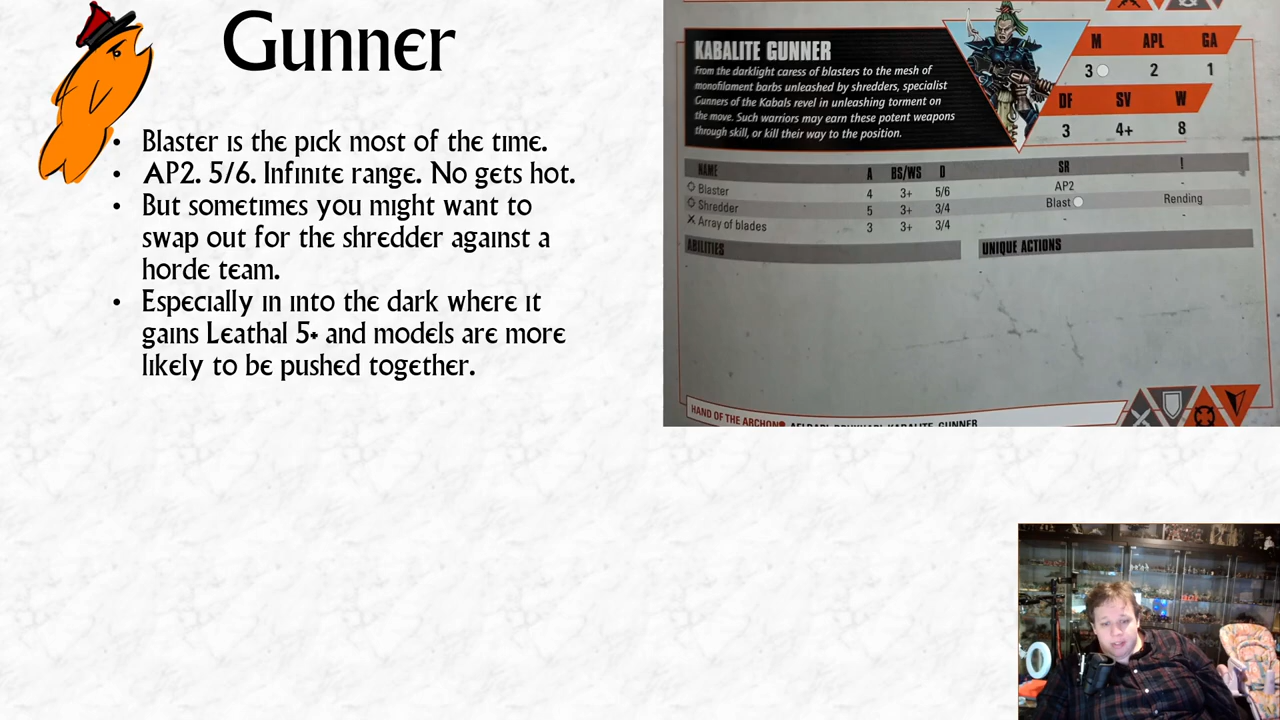 Gunner
• Blaster is the pick most of the time.
• AP2. 5/6. Infinite range. No gets hot.
• But sometimes you might want to
swap out for the shredder against a
horde team.
• Especially in into the dark where it
gains Leathal 5+ and models are more
likely to be pushed together.
KABALITE GUNNER
From the darklight caress of blasters to the mesh of
monofilament barbs unleashed by shredders, specialist
Gunners of the Kabals revel in unleashing torment on
the move. Such warriors may earn these potent weapons
through skill, or kill their way to the position.
M APL GA
3 2 1
DF SV W
3 4+ 8
NAME A BS/WS D SR !
Blaster 4 3+ 5/6 AP2 -
Shredder 5 3+ 3/4 Blast Rending
Array of blades 3 3+ 3/4 - -
ABILITIES UNIQUE ACTIONS
HAND OF THE ARCHON AELDARI, DRUKHARI, KABALITE, GUNNER